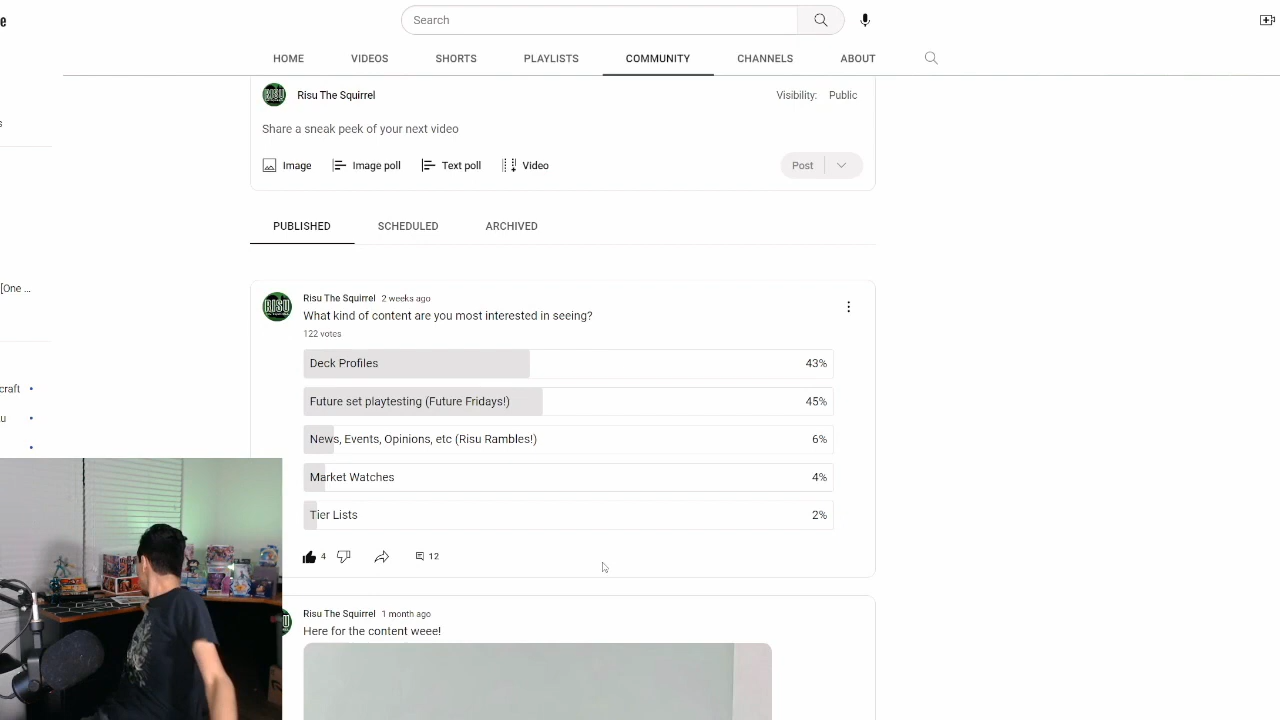 e
Search
HOME VIDEOS SHORTS PLAYLISTS COMMUNITY CHANNELS ABOUT
RISU Risu The Squirrel Visibility: Public
s
Share a sneak peek of your next video
Image Image poll Text poll Video Post
PUBLISHED SCHEDULED ARCHIVED
[One ...
RISU Risu The Squirrel 2 weeks ago
What kind of content are you most interested in seeing?
122 votes
Deck Profiles 43%
craft
Future set playtesting (Future Fridays!) 45%
u
News, Events, Opinions, etc (Risu Rambles!) 6%
Market Watches 4%
Tier Lists 2%
4 12
Risu The Squirrel 1 month ago
Here for the content weee!